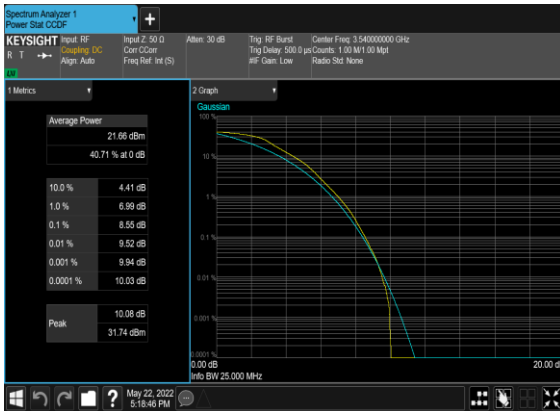 Spectrum Analyzer 1
Power Stat CCDF
KEYSIGHT
R T
LXI
Input: RF
Coupling: DC
Align: Auto
Input Z: 50 Ω
Corr CCorr
Freq Ref: Int (S)
Atten: 30 dB
Trig: RF Burst
Trig Delay: 500.0 µs
#IF Gain: Low
Center Freq: 3.540000000 GHz
Counts: 1.00 M/1.00 Mpt
Radio Std: None
1 Metrics
Average Power
21.66 dBm
40.71 % at 0 dB
10.0 % 4.41 dB
1.0 % 6.99 dB
0.1 % 8.55 dB
0.01 % 9.52 dB
0.001 % 9.94 dB
0.0001 % 10.03 dB
Peak
10.08 dB
31.74 dBm
2 Graph
Gaussian
100 %
10 %
1 %
0.1 %
0.01 %
0.001 %
0.0001 %
0.00 dB
20.00 d
Info BW 25.000 MHz
?
May 22, 2022
5:18:46 PM